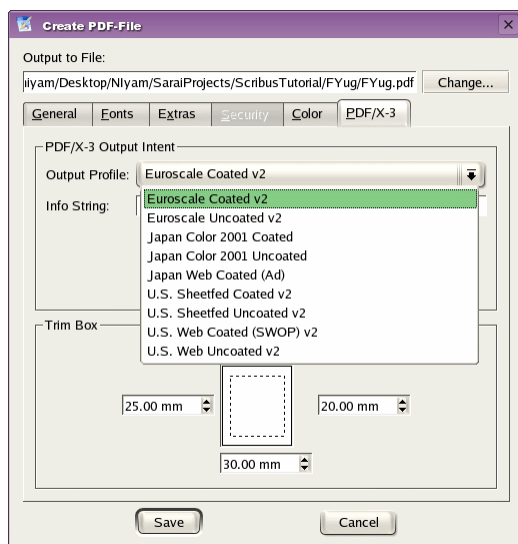 Create PDF-File
Output to File:
iiyam/Desktop/NIyam/SaraiProjects/ScribusTutorial/FYug/FYug.pdf Change...
General Fonts Extras Security Color PDF/X-3
PDF/X-3 Output Intent
Output Profile: Euroscale Coated v2
Info String:
Euroscale Coated v2
Euroscale Uncoated v2
Japan Color 2001 Coated
Japan Color 2001 Uncoated
Japan Web Coated (Ad)
U.S. Sheetfed Coated v2
U.S. Sheetfed Uncoated v2
U.S. Web Coated (SWOP) v2
U.S. Web Uncoated v2
Trim Box
25.00 mm 20.00 mm
30.00 mm
Save Cancel